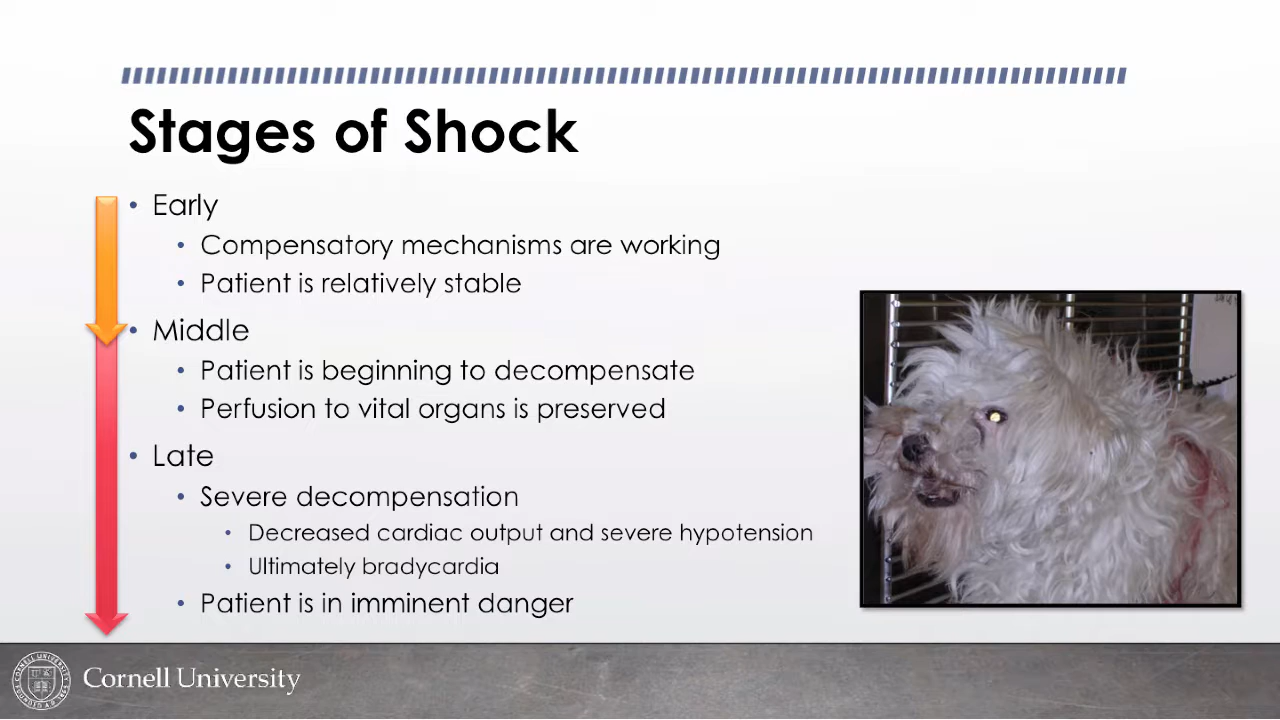 Stages of Shock
• Early
• Compensatory mechanisms are working
• Patient is relatively stable
• Middle
• Patient is beginning to decompensate
• Perfusion to vital organs is preserved
• Late
• Severe decompensation
• Decreased cardiac output and severe hypotension
• Ultimately bradycardia
• Patient is in imminent danger
Cornell University